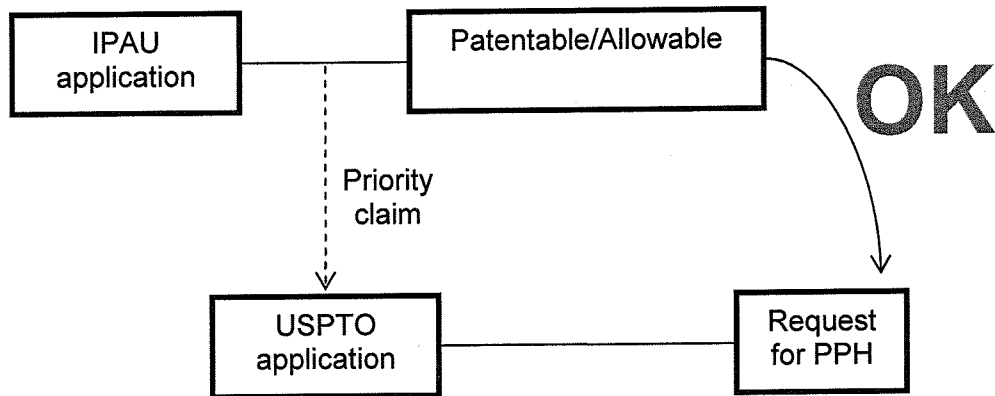 IPAU
application
Patentable/Allowable
OK
Priority
claim
USPTO
application
Request
for PPH